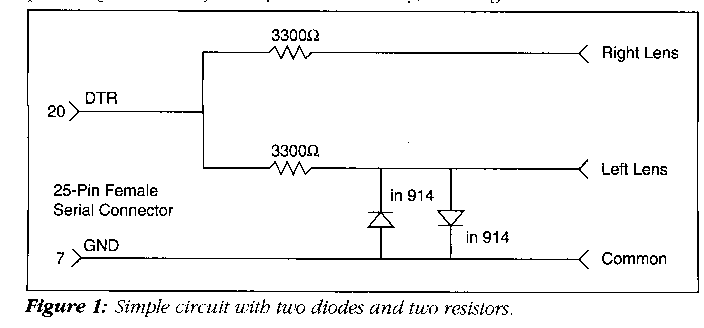 3300Ω
Right Lens
20
DTR
3300Ω
Left Lens
25-Pin Female
Serial Connector
in 914
in 914
7
GND
Common
Figure 1: Simple circuit with two diodes and two resistors.